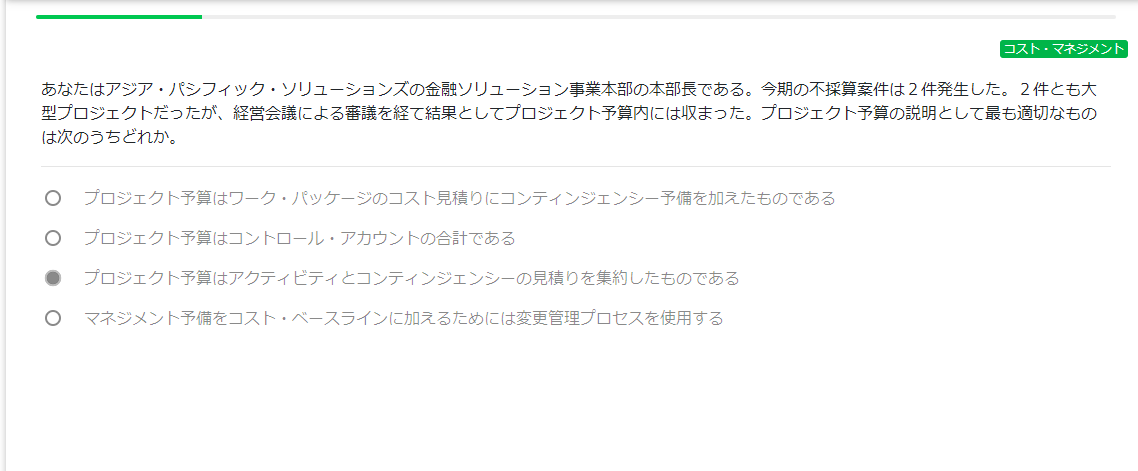 コスト・マネジメント
あなたはアジア・パシフィック・ソリューションズの金融ソリューション事業本部の本部長である。今期の不採算案件は２件発生した。２件とも大
型プロジェクトだったが、経営会議による審議を経て結果としてプロジェクト予算内には収まった。プロジェクト予算の説明として最も適切なもの
は次のうちどれか。
プロジェクト予算はワーク・パッケージのコスト見積りにコンティンジェンシー予備を加えたものである
プロジェクト予算はコントロール・アカウントの合計である
プロジェクト予算はアクティビティとコンティンジェンシーの見積りを集約したものである
マネジメント予備をコスト・ベースラインに加えるためには変更管理プロセスを使用する